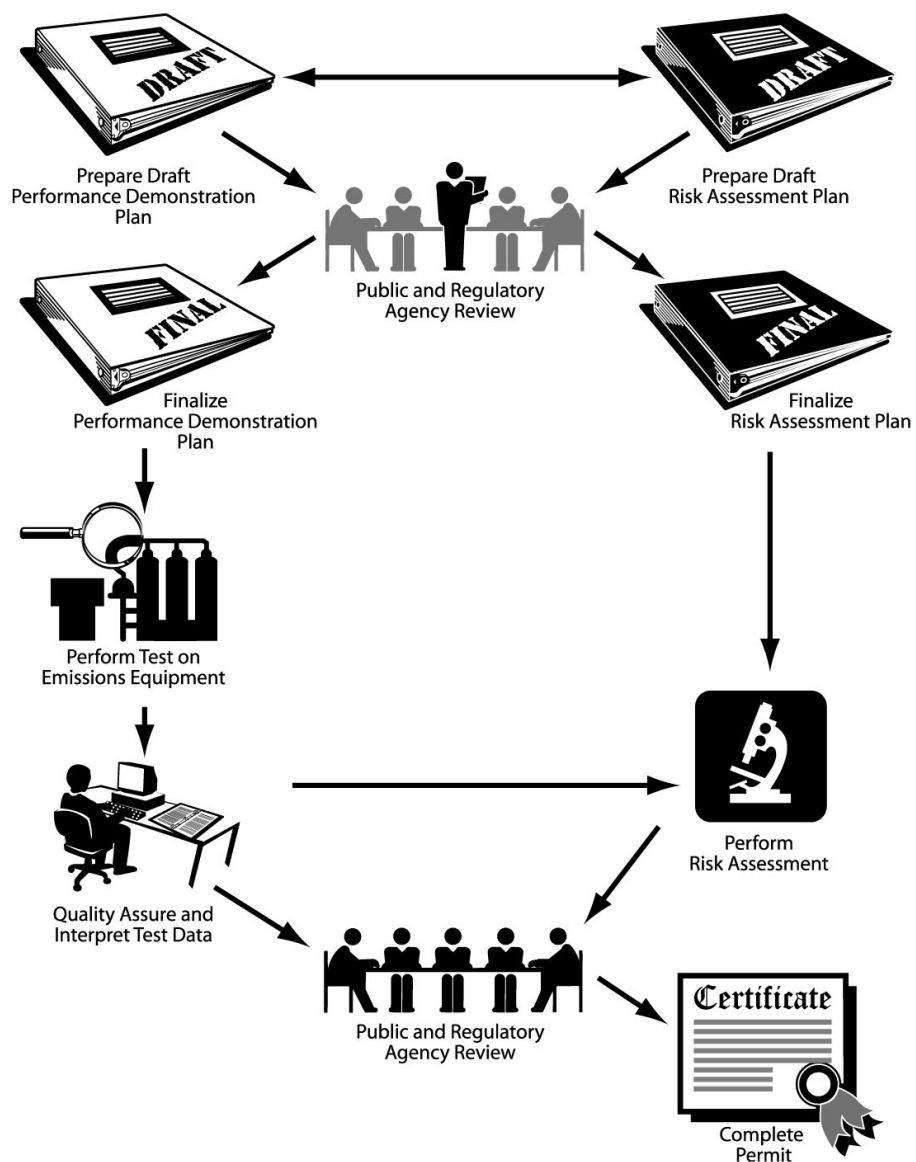 DRAFT
DRAFT
Prepare Draft
Performance Demonstration
Plan
Prepare Draft
Risk Assessment Plan
Public and Regulatory
Agency Review
FINAL
FINAL
Finalize
Performance Demonstration
Plan
Finalize
Risk Assessment Plan
Perform Test on
Emissions Equipment
Perform
Risk Assessment
Quality Assure and
Interpret Test Data
Public and Regulatory
Agency Review
Certificate
Complete
Permit